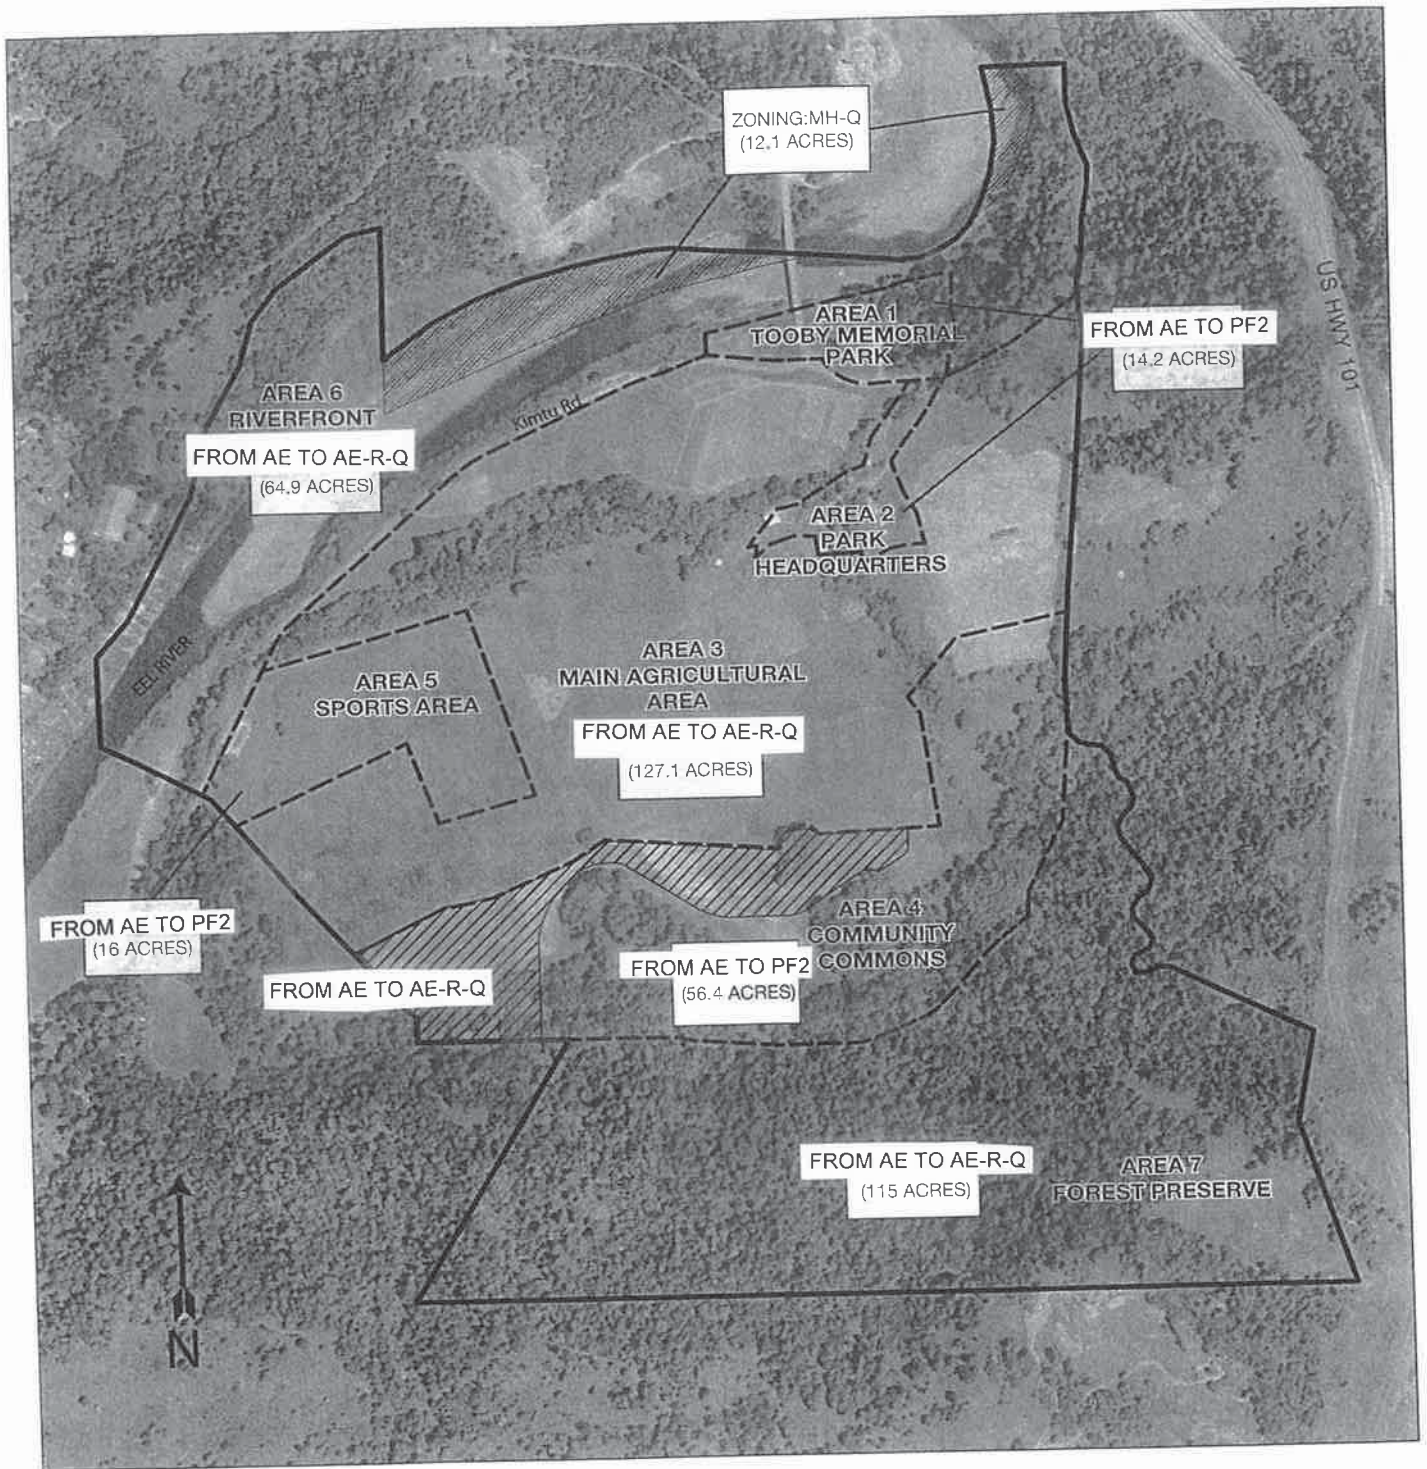 ZONING:MH-Q
(12.1 ACRES)
US HWY 101
AREA 1
TOOBY MEMORIAL
PARK
FROM AE TO PF2
(14.2 ACRES)
AREA 6
RIVERFRONT
FROM AE TO AE-R-Q
(64.9 ACRES)
Kimtu Rd
AREA 2
PARK
HEADQUARTERS
EEL RIVER
AREA 3
MAIN AGRICULTURAL
AREA
FROM AE TO AE-R-Q
(127.1 ACRES)
AREA 5
SPORTS AREA
FROM AE TO PF2
(16 ACRES)
FROM AE TO AE-R-Q
AREA 4
COMMUNITY
COMMONS
FROM AE TO PF2
(56.4 ACRES)
FROM AE TO AE-R-Q
(115 ACRES)
AREA 7
FOREST PRESERVE
N